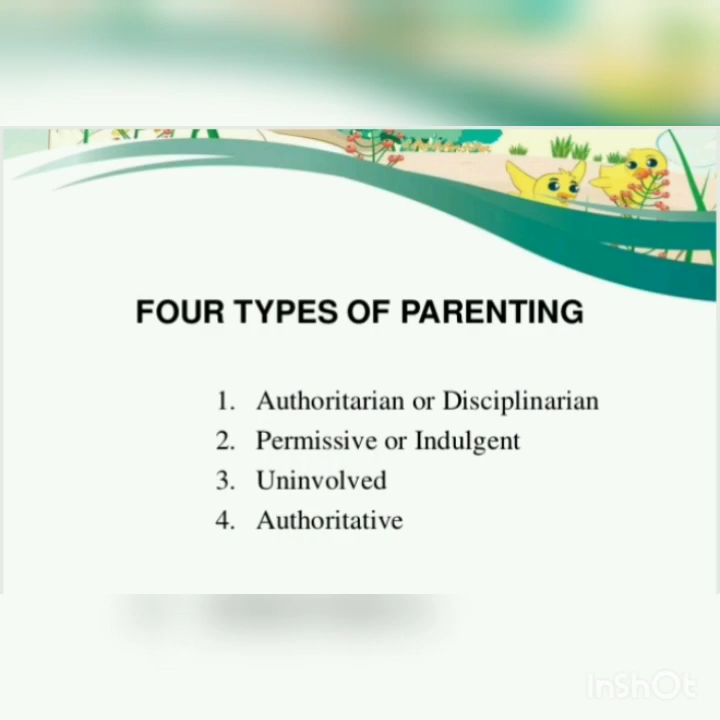 FOUR TYPES OF PARENTING
1. Authoritarian or Disciplinarian
2. Permissive or Indulgent
3. Uninvolved
4. Authoritative
InShOt